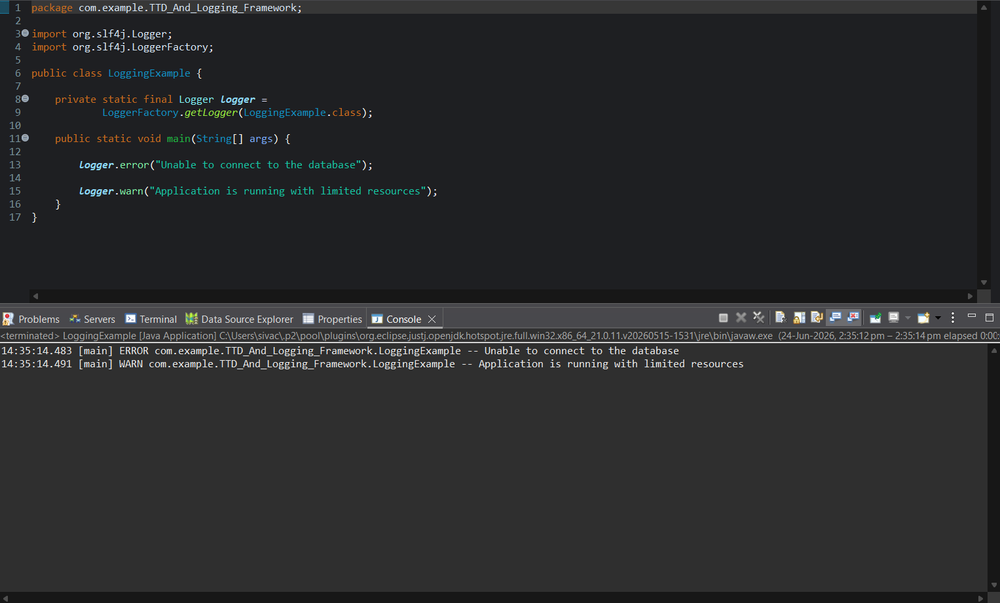 1 package com.example.TTD_And_Logging_Framework;
2
3 import org.slf4j.Logger;
4 import org.slf4j.LoggerFactory;
5
6 public class LoggingExample {
7
8 private static final Logger logger =
9 LoggerFactory.getLogger(LoggingExample.class);
10
11 public static void main(String[] args) {
12
13 logger.error("Unable to connect to the database");
14
15 logger.warn("Application is running with limited resources");
16 }
17 }
Problems Servers Terminal Data Source Explorer Properties Console
<terminated> LoggingExample [Java Application] C:\Users\sivac\.p2\pool\plugins\org.eclipse.justj.openjdk.hotspot.jre.full.win32.x86_64_21.0.11.v20260515-1531\jre\bin\javaw.exe (24-Jun-2026, 2:35:12 pm – 2:35:14 pm elapsed 0:00:
14:35:14.483 [main] ERROR com.example.TTD_And_Logging_Framework.LoggingExample -- Unable to connect to the database
14:35:14.491 [main] WARN com.example.TTD_And_Logging_Framework.LoggingExample -- Application is running with limited resources